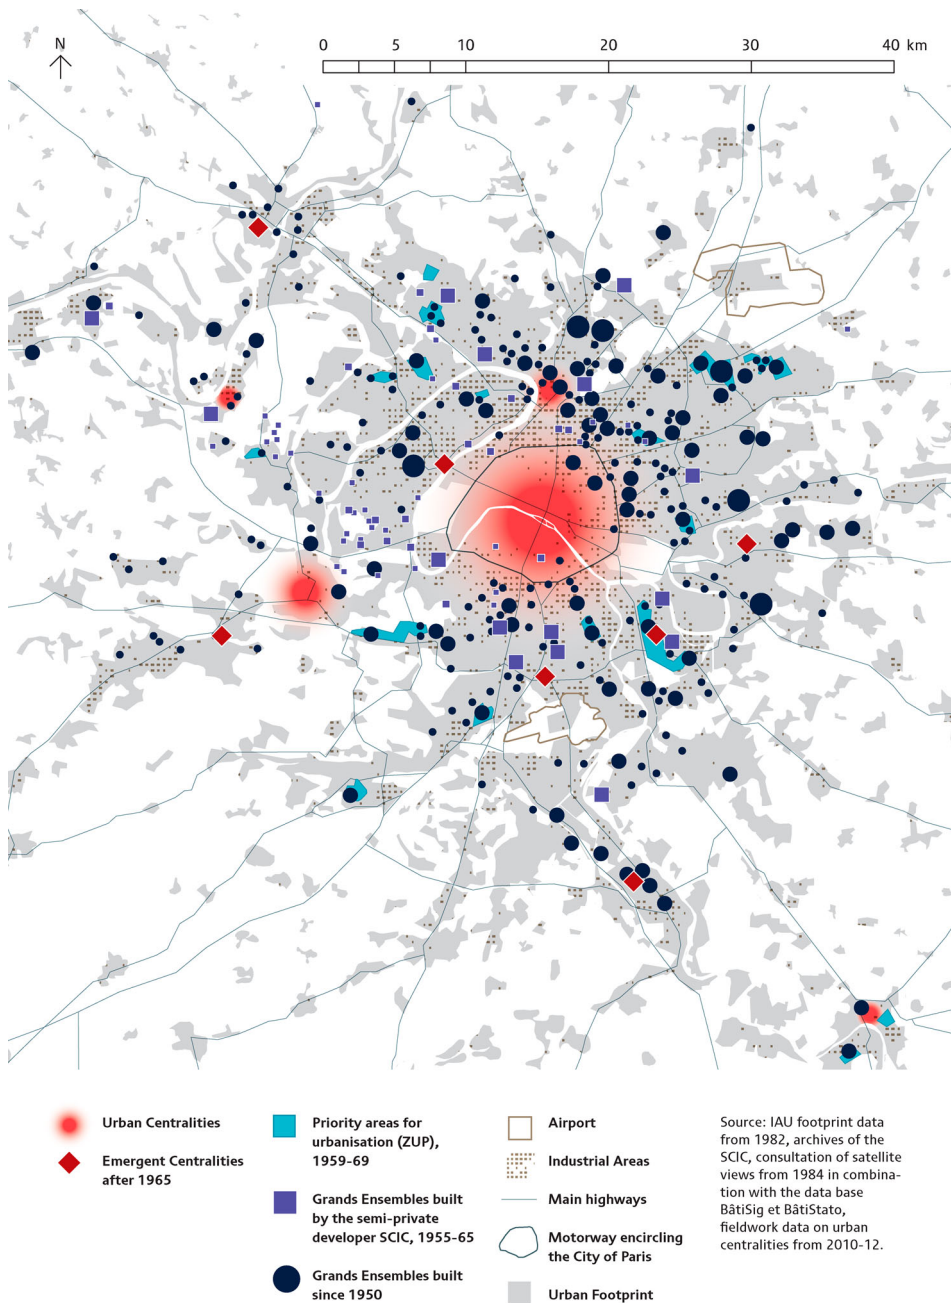 N
0 5 10 20 30 40 km
Urban Centralities
Emergent Centralities
after 1965
Priority areas for
urbanisation (ZUP),
1959-69
Grands Ensembles built
by the semi-private
developer SCIC, 1955-65
Grands Ensembles built
since 1950
Airport
Industrial Areas
Main highways
Motorway encircling
the City of Paris
Urban Footprint
Source: IAU footprint data
from 1982, archives of the
SCIC, consultation of satellite
views from 1984 in combina-
tion with the data base
BâtiSig et BâtiStato,
fieldwork data on urban
centralities from 2010-12.